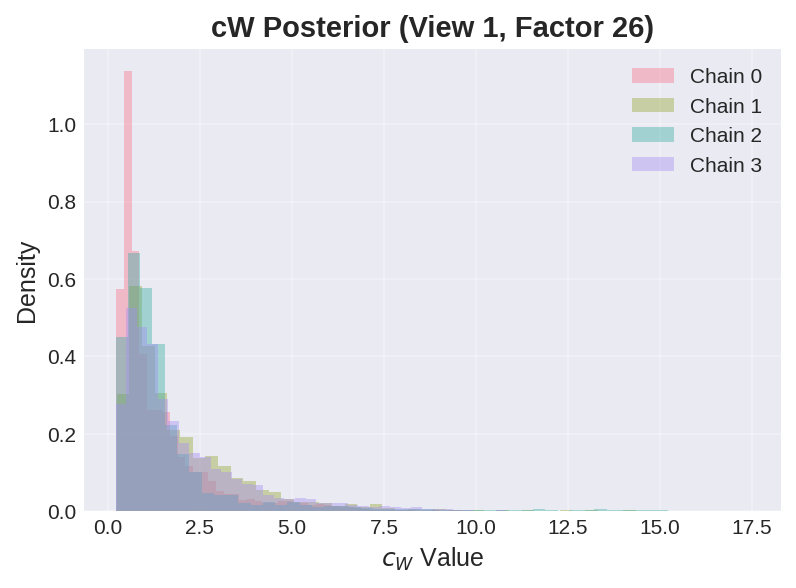 cW Posterior (View 1, Factor 26)
Chain 0
Chain 1
Chain 2
Chain 3
Density
1.0
0.8
0.6
0.4
0.2
0.0
0.0 2.5 5.0 7.5 10.0 12.5 15.0 17.5
c_W Value